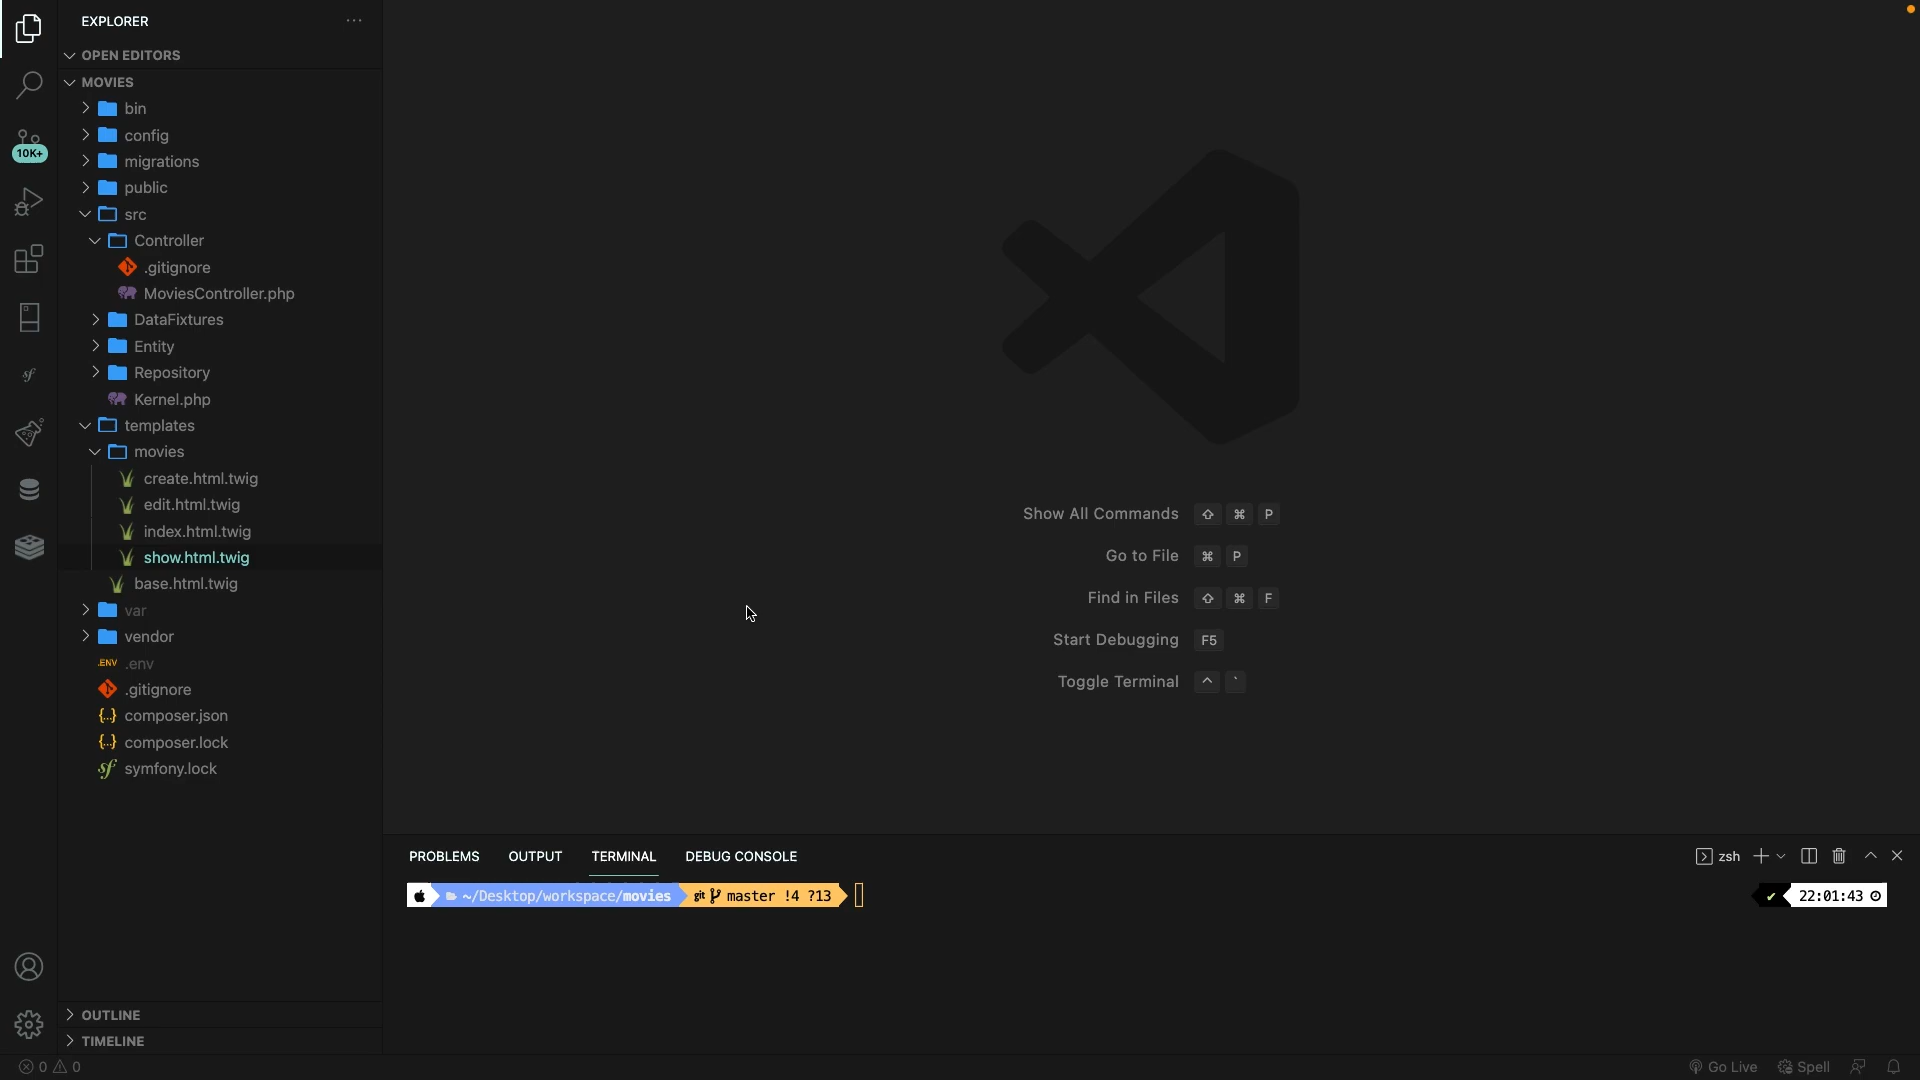 EXPLORER
OPEN EDITORS
MOVIES
bin
config
10K+
migrations
public
src
Controller
.gitignore
MoviesController.php
DataFixtures
Entity
Repository
Kernel.php
templates
movies
create.html.twig
edit.html.twig
index.html.twig
show.html.twig
base.html.twig
var
vendor
.ENV .env
.gitignore
{..} composer.json
{..} composer.lock
sf symfony.lock
sf
OUTLINE
TIMELINE
Show All Commands ⇧ ⌘ P
Go to File ⌘ P
Find in Files ⇧ ⌘ F
Start Debugging F5
Toggle Terminal ^ `
PROBLEMS OUTPUT TERMINAL DEBUG CONSOLE zsh
~/Desktop/workspace/movies git master !4 ?13 ✔ 22:01:43
0 0 Go Live Spell